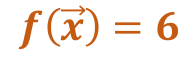 f(x⃗) = 6